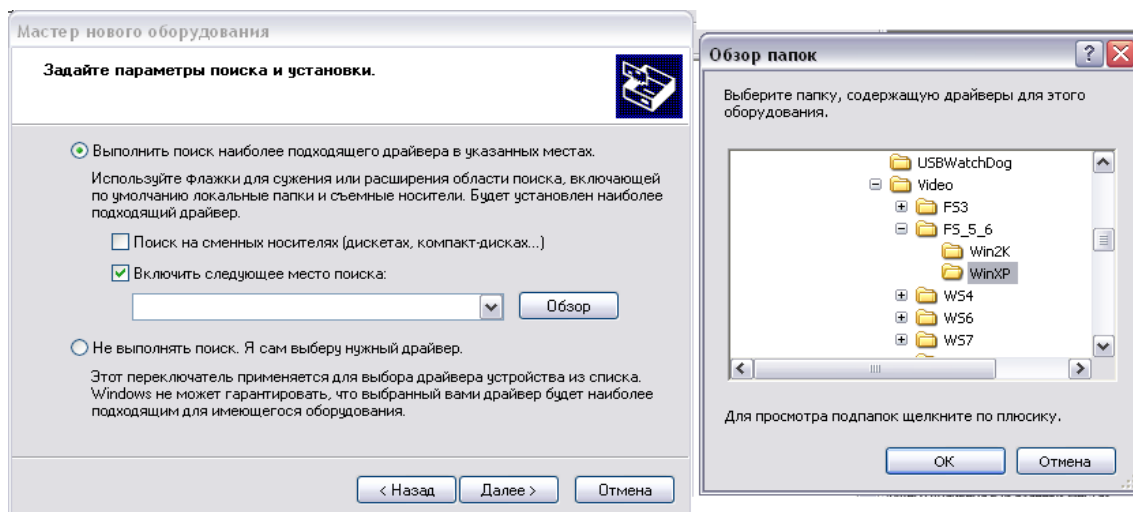 Мастер нового оборудования
Задайте параметры поиска и установки.
Выполнить поиск наиболее подходящего драйвера в указанных местах.
Используйте флажки для сужения или расширения области поиска, включающей
по умолчанию локальные папки и съемные носители. Будет установлен наиболее
подходящий драйвер.
Поиск на сменных носителях (дискетах, компакт-дисках...)
Включить следующее место поиска:
Обзор
Не выполнять поиск. Я сам выберу нужный драйвер.
Этот переключатель применяется для выбора драйвера устройства из списка.
Windows не может гарантировать, что выбранный вами драйвер будет наиболее
подходящим для имеющегося оборудования.
< Назад
Далее >
Отмена
Обзор папок
Выберите папку, содержащую драйверы для этого
оборудования.
USBWatchDog
Video
FS3
FS_5_6
Win2K
WinXP
WS4
WS6
WS7
Для просмотра подпапок щелкните по плюсику.
OK
Отмена